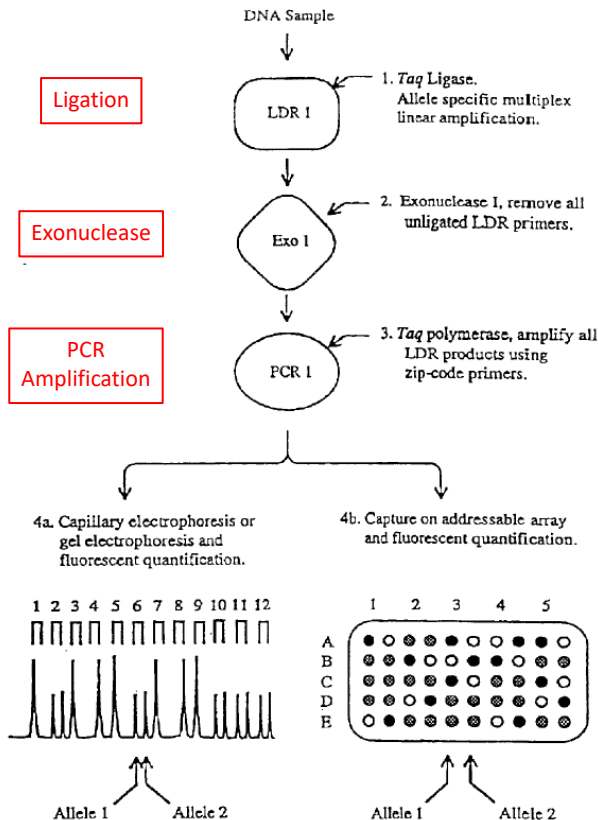 DNA Sample
Ligation
LDR 1
1. Taq Ligase.
Allele specific multiplex
linear amplification.
Exonuclease
Exo 1
2. Exonuclease I, remove all
unligated LDR primers.
PCR
Amplification
PCR 1
3. Taq polymerase, amplify all
LDR products using
zip-code primers.
4a. Capillary electrophoresis or
gel electrophoresis and
fluorescent quantification.
4b. Capture on addressable array
and fluorescent quantification.
1 2 3 4 5 6 7 8 9 10 11 12
1 2 3 4 5
A
B
C
D
E
Allele 1
Allele 2
Allele 1
Allele 2